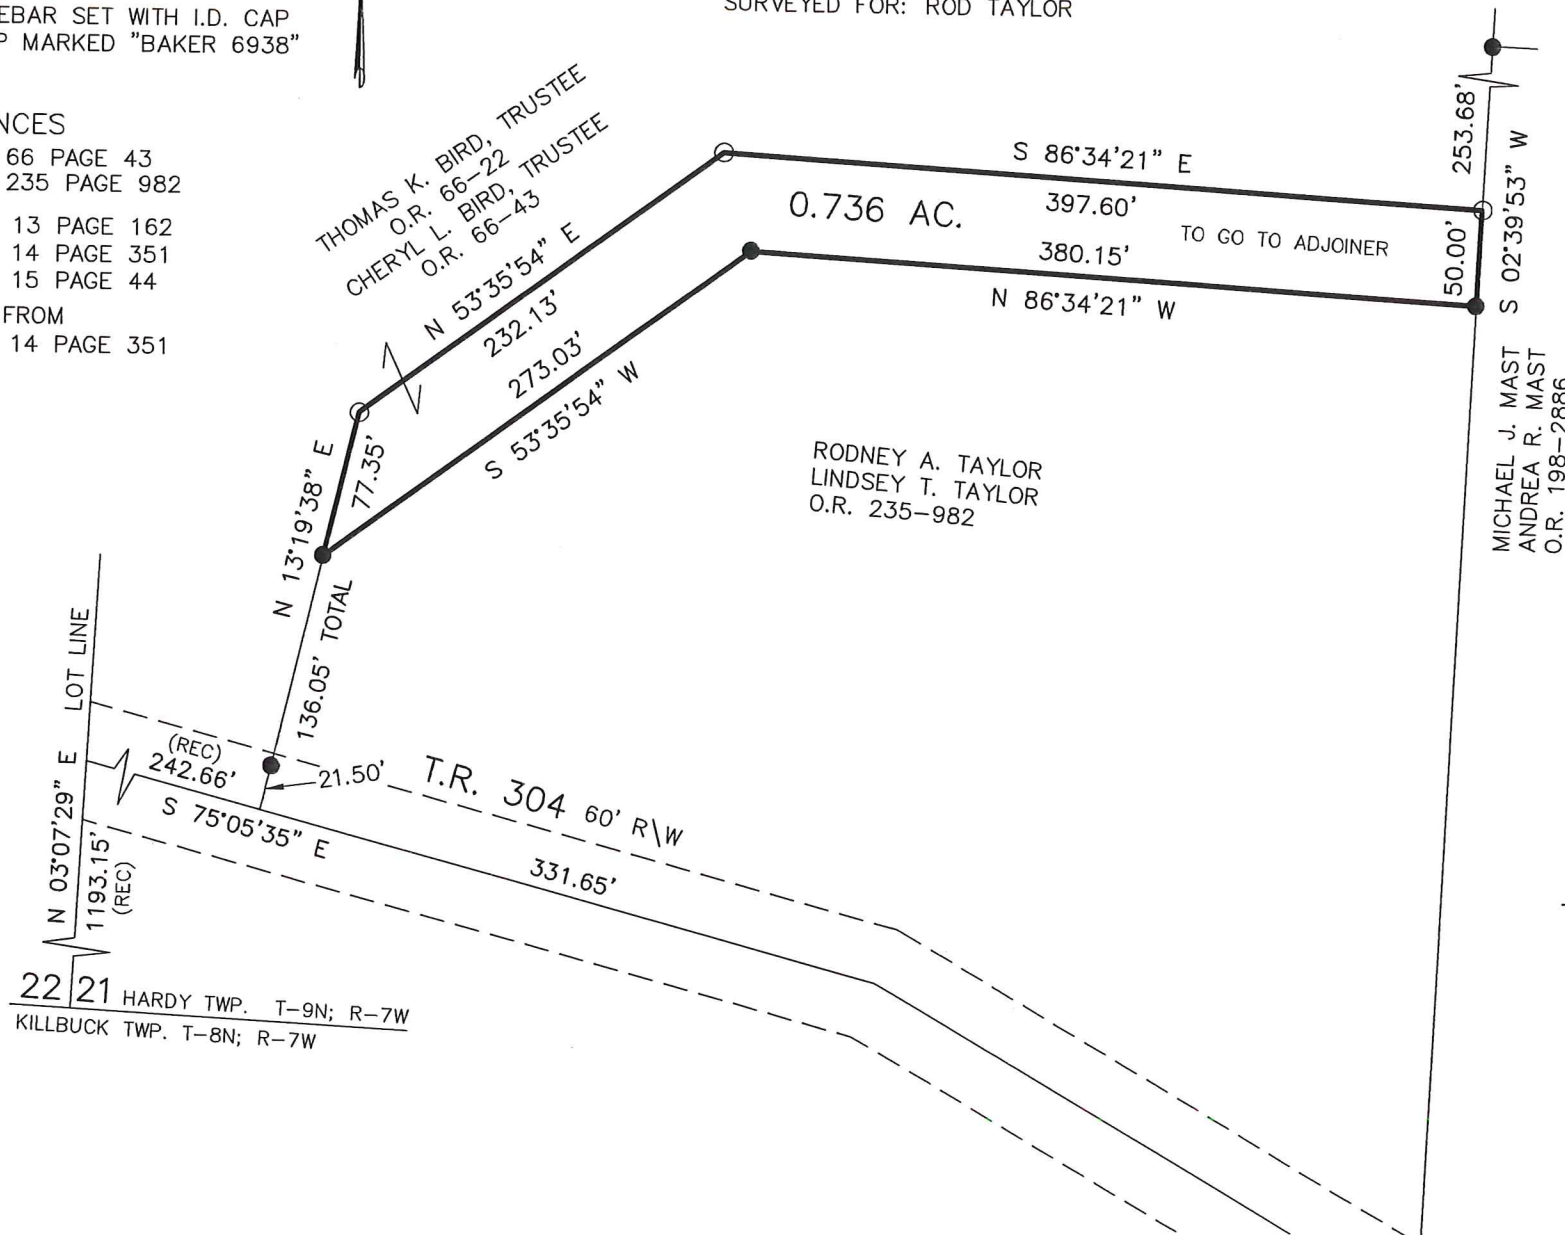 EBAR SET WITH I.D. CAP
P MARKED "BAKER 6938"
SURVEYED FOR: ROD TAYLOR
NCES
66 PAGE 43
235 PAGE 982
13 PAGE 162
14 PAGE 351
15 PAGE 44
FROM
14 PAGE 351
THOMAS K. BIRD, TRUSTEE
O.R. 66-22
CHERYL L. BIRD, TRUSTEE
O.R. 66-43
N 53°35'54" E
232.13'
273.03'
S 53°35'54" W
S 86°34'21" E
397.60'
0.736 AC.
TO GO TO ADJOINER
380.15'
N 86°34'21" W
253.68'
50.00'
S 02°39'53" W
MICHAEL J. MAST
ANDREA R. MAST
O.R. 198-2886
RODNEY A. TAYLOR
LINDSEY T. TAYLOR
O.R. 235-982
N 13°19'38" E
77.35'
136.05' TOTAL
LOT LINE
N 03°07'29" E
1193.15'
(REC)
(REC)
242.66'
S 75°05'35" E
21.50'
T.R. 304 60' R\W
331.65'
22 21 HARDY TWP. T-9N; R-7W
KILLBUCK TWP. T-8N; R-7W